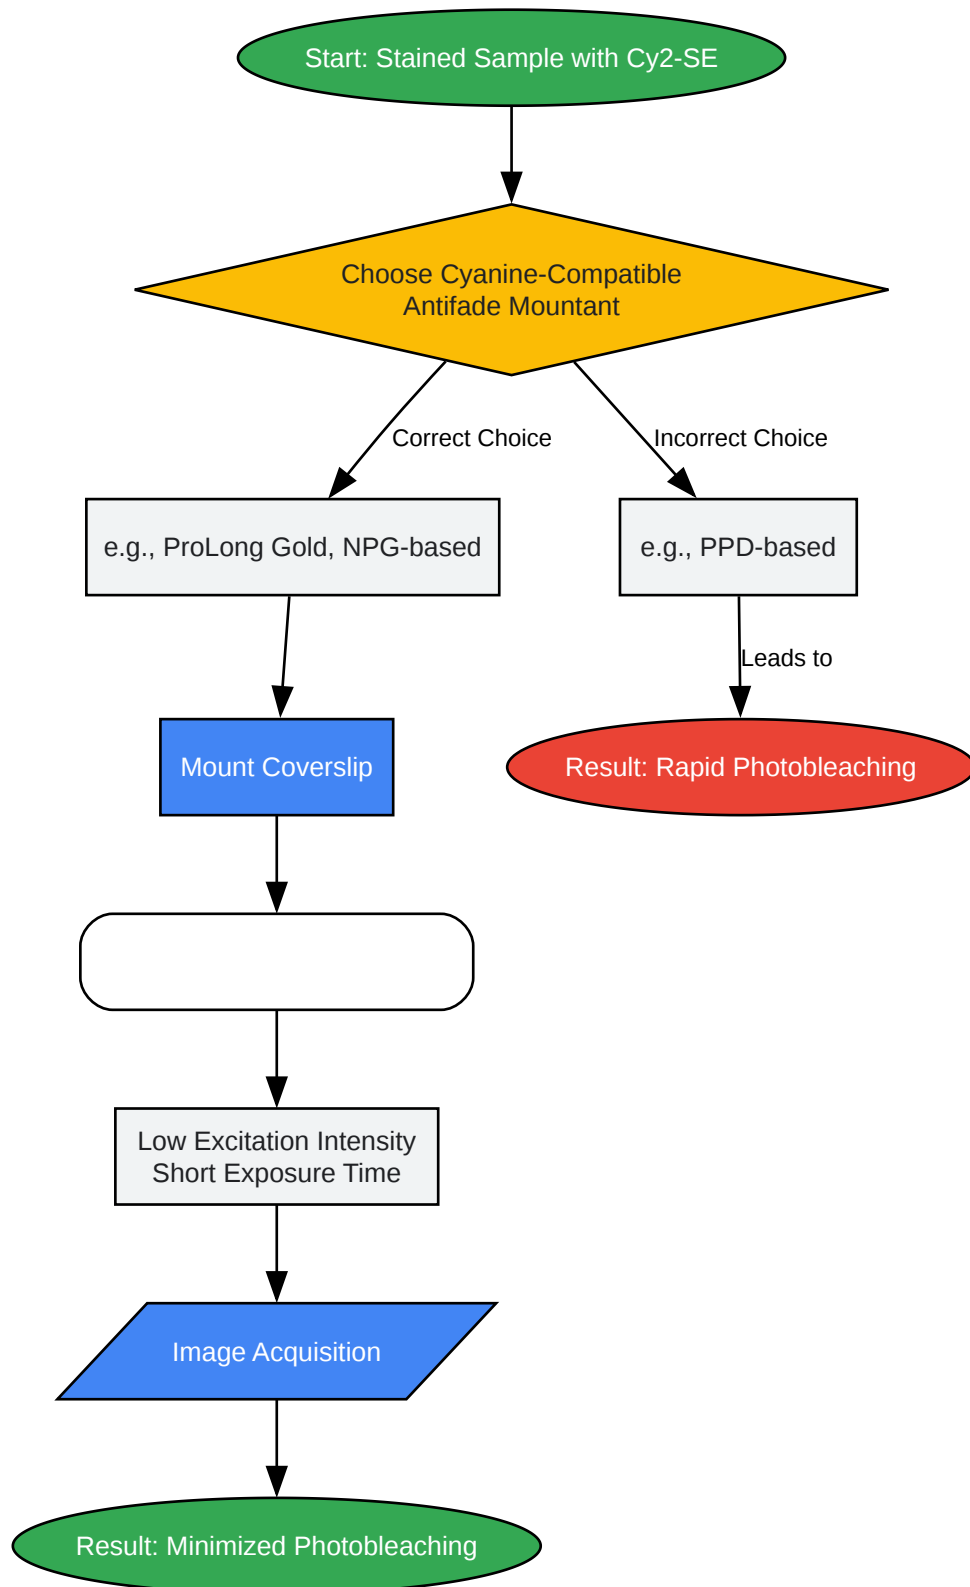 Start: Stained Sample with Cy2-SE
Choose Cyanine-Compatible
Antifade Mountant
Correct Choice
Incorrect Choice
e.g., ProLong Gold, NPG-based
e.g., PPD-based
Leads to
Mount Coverslip
Result: Rapid Photobleaching
Low Excitation Intensity
Short Exposure Time
Image Acquisition
Result: Minimized Photobleaching